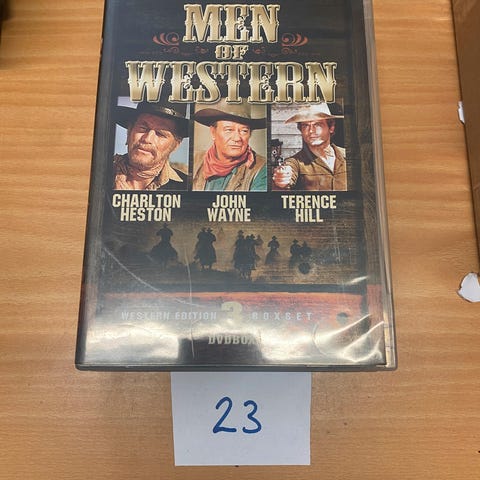 MEN
OF
WESTERN
CHARLTON HESTON
JOHN WAYNE
TERENCE HILL
WESTERN EDITION 3 BOXSET
DVDBOX
23